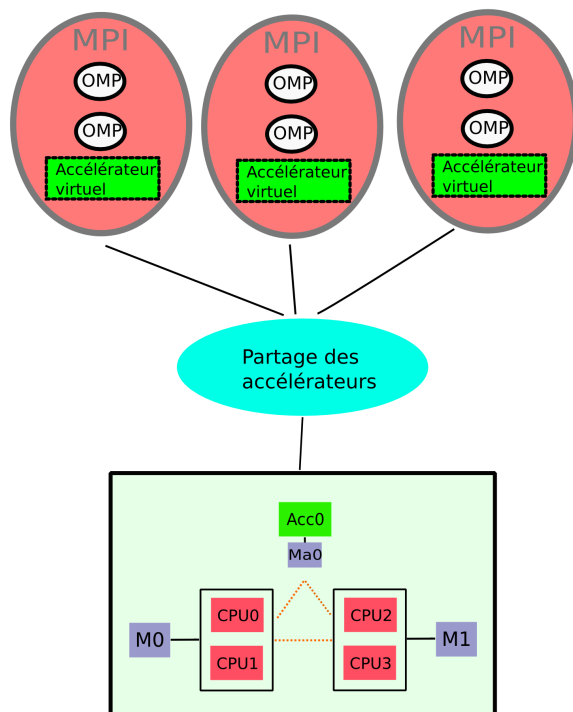 MPI
OMP
OMP
Accélérateur
virtuel
MPI
OMP
OMP
Accélérateur
virtuel
MPI
OMP
OMP
Accélérateur
virtuel
Partage des
accélérateurs
Acc0
Ma0
M0
CPU0
CPU1
CPU2
CPU3
M1